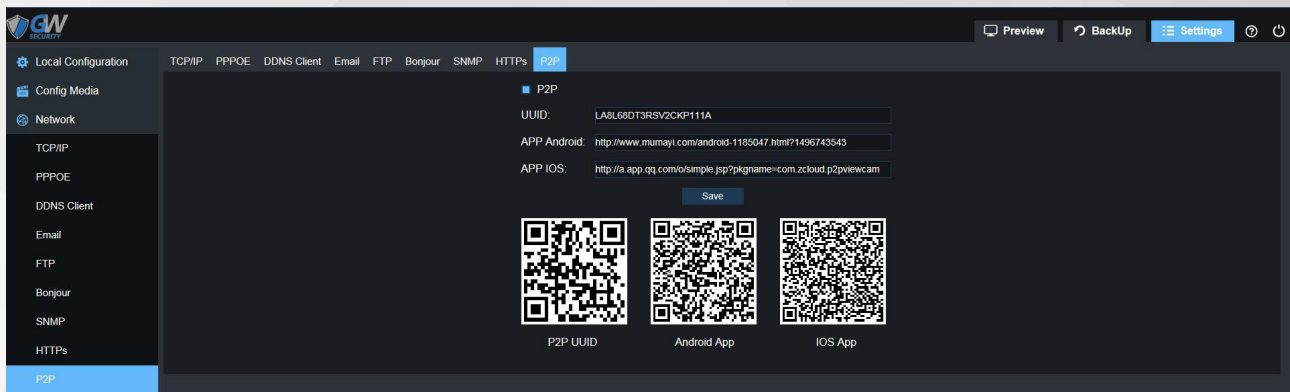 GW
SECURITY
Preview
BackUp
Settings
Local Configuration
TCP/IP PPPOE DDNS Client Email FTP Bonjour SNMP HTTPs P2P
Config Media
Network
TCP/IP
PPPOE
DDNS Client
Email
FTP
Bonjour
SNMP
HTTPs
P2P
P2P
UUID: LA8L68DT3RSV2CKP111A
APP Android: http://www.mumayi.com/android-1185047.html?1496743543
APP IOS: http://a.app.qq.com/o/simple.jsp?pkgname=com.zcloud.p2pviewcam
Save
P2P UUID
Android App
IOS App